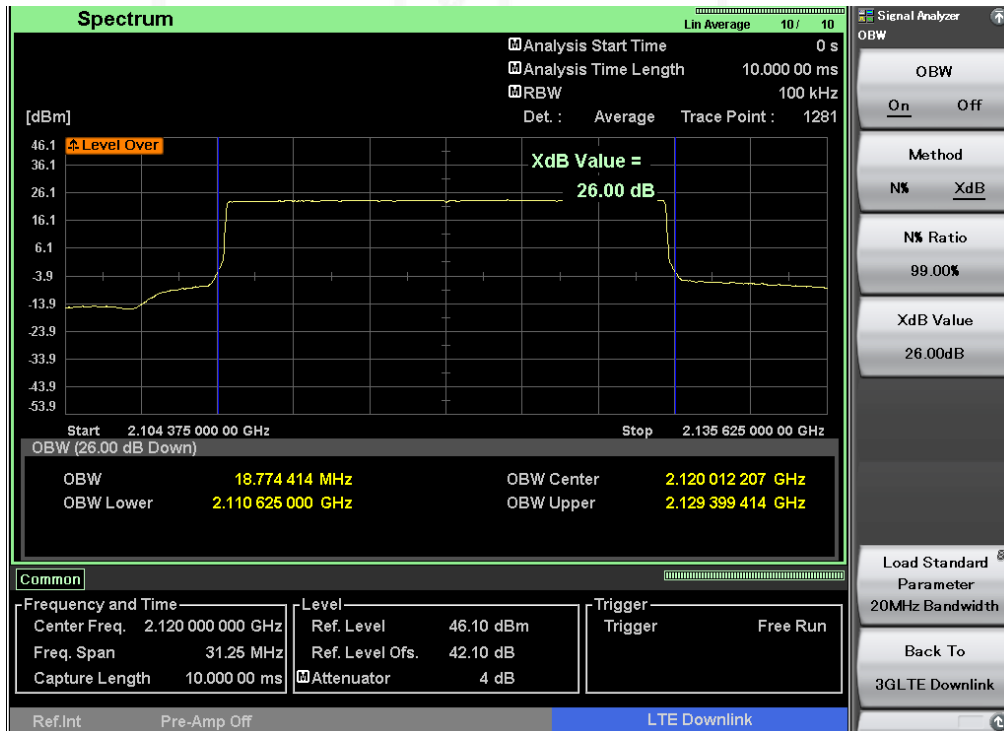 Spectrum
Lin Average 10/ 10
M Analysis Start Time 0 s
M Analysis Time Length 10.000 00 ms
M RBW 100 kHz
[dBm] Det. : Average Trace Point : 1281
Level Over
XdB Value =
26.00 dB
46.1
36.1
26.1
16.1
6.1
-3.9
-13.9
-23.9
-33.9
-43.9
-53.9
Start 2.104 375 000 00 GHz Stop 2.135 625 000 00 GHz
OBW (26.00 dB Down)
OBW 18.774 414 MHz OBW Center 2.120 012 207 GHz
OBW Lower 2.110 625 000 GHz OBW Upper 2.129 399 414 GHz
Common
Frequency and Time
Center Freq. 2.120 000 000 GHz
Freq. Span 31.25 MHz
Capture Length 10.000 00 ms
Level
Ref. Level 46.10 dBm
Ref. Level Ofs. 42.10 dB
M Attenuator 4 dB
Trigger
Trigger Free Run
Ref.Int Pre-Amp Off LTE Downlink
Signal Analyzer
OBW
OBW
On Off
Method
N% XdB
N% Ratio
99.00%
XdB Value
26.00dB
Load Standard
Parameter
20MHz Bandwidth
Back To
3GLTE Downlink